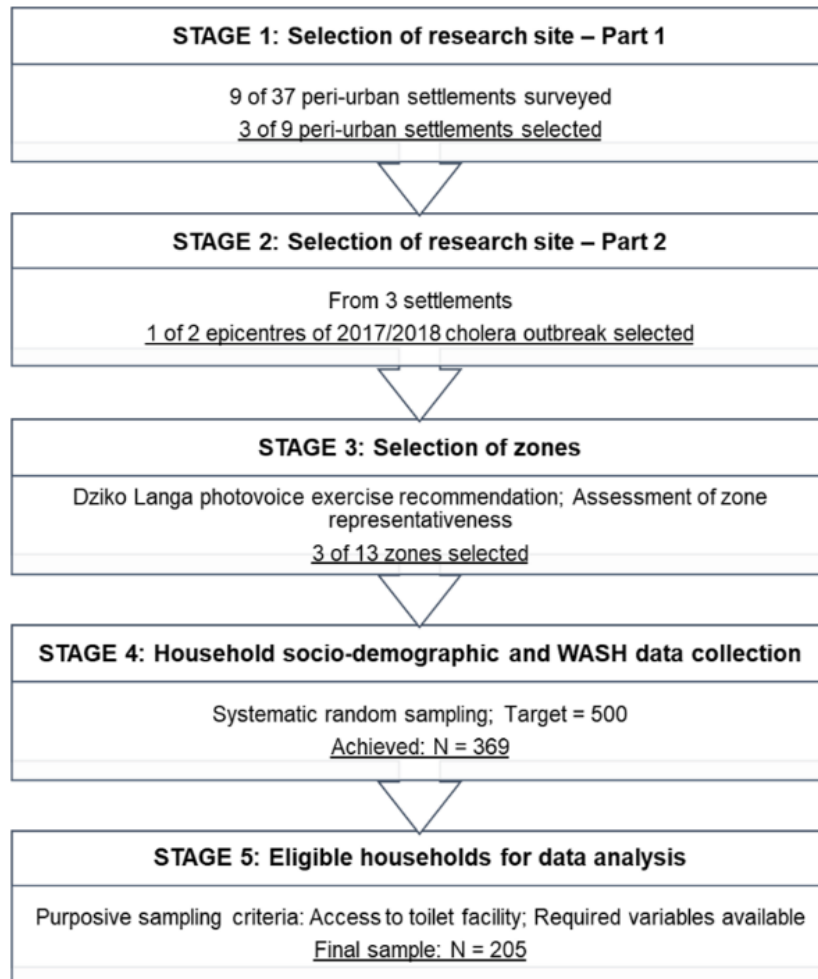 STAGE 1: Selection of research site – Part 1
9 of 37 peri-urban settlements surveyed
3 of 9 peri-urban settlements selected
STAGE 2: Selection of research site – Part 2
From 3 settlements
1 of 2 epicentres of 2017/2018 cholera outbreak selected
STAGE 3: Selection of zones
Dziko Langa photovoice exercise recommendation; Assessment of zone
representativeness
3 of 13 zones selected
STAGE 4: Household socio-demographic and WASH data collection
Systematic random sampling; Target = 500
Achieved: N = 369
STAGE 5: Eligible households for data analysis
Purposive sampling criteria: Access to toilet facility; Required variables available
Final sample: N = 205